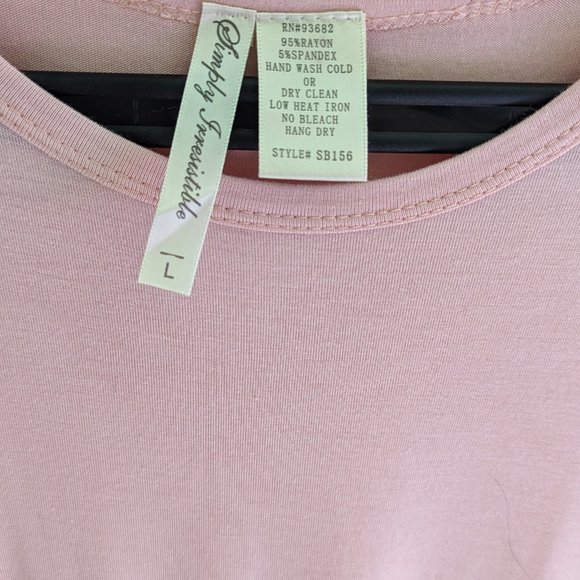 Simply Irresistible
L
RN#93682
95%RAYON
5%SPANDEX
HAND WASH COLD
OR
DRY CLEAN
LOW HEAT IRON
NO BLEACH
HANG DRY
STYLE# SB156